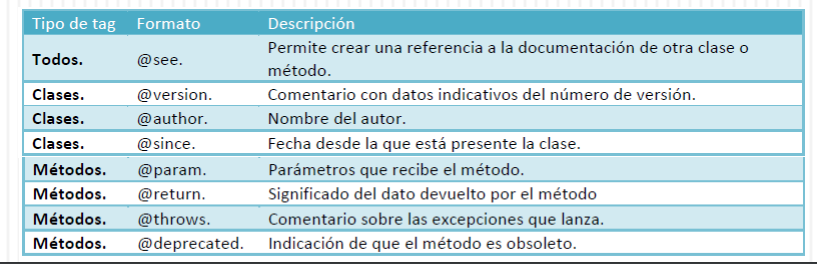 Tipo de tag Formato Descripción
Todos. @see. Permite crear una referencia a la documentación de otra clase o
método.
Clases. @version. Comentario con datos indicativos del número de versión.
Clases. @author. Nombre del autor.
Clases. @since. Fecha desde la que está presente la clase.
Métodos. @param. Parámetros que recibe el método.
Métodos. @return. Significado del dato devuelto por el método
Métodos. @throws. Comentario sobre las excepciones que lanza.
Métodos. @deprecated. Indicación de que el método es obsoleto.